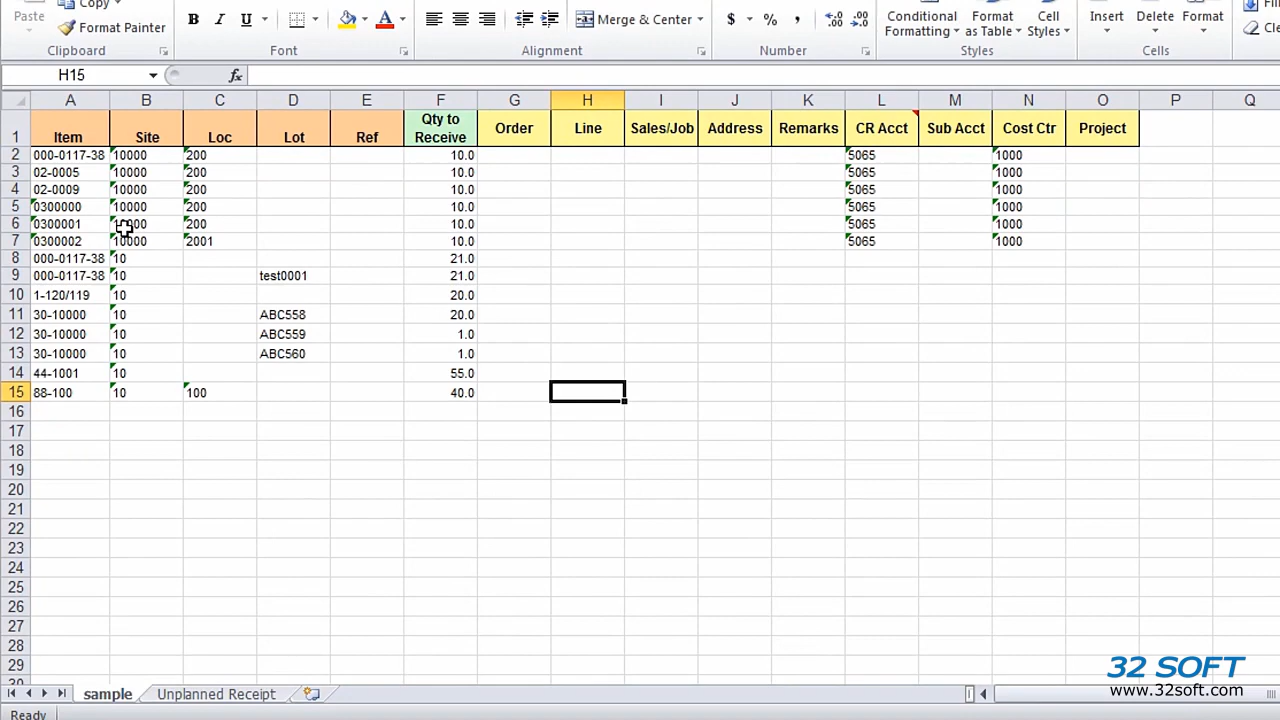 Paste
Copy
Format Painter
Clipboard
B I U A
Font
Merge & Center
Alignment
$ % ,
Number
Conditional Formatting
Format as Table
Cell Styles
Styles
Insert Delete Format
Cells
H15 fx
A B C D E F G H I J K L M N O P Q
1 Item Site Loc Lot Ref Qty to Receive Order Line Sales/Job Address Remarks CR Acct Sub Acct Cost Ctr Project
2 000-0117-38 10000 200 10.0 5065 1000
3 02-0005 10000 200 10.0 5065 1000
4 02-0009 10000 200 10.0 5065 1000
5 0300000 10000 200 10.0 5065 1000
6 0300001 10000 200 10.0 5065 1000
7 0300002 10000 2001 10.0 5065 1000
8 000-0117-38 10 21.0
9 000-0117-38 10 test0001 21.0
10 1-120/119 10 20.0
11 30-10000 10 ABC558 20.0
12 30-10000 10 ABC559 1.0
13 30-10000 10 ABC560 1.0
14 44-1001 10 55.0
15 88-100 10 100 40.0
16
17
18
19
20
21
22
23
24
25
26
27
28
29
32 SOFT
www.32soft.com
sample Unplanned Receipt
Ready